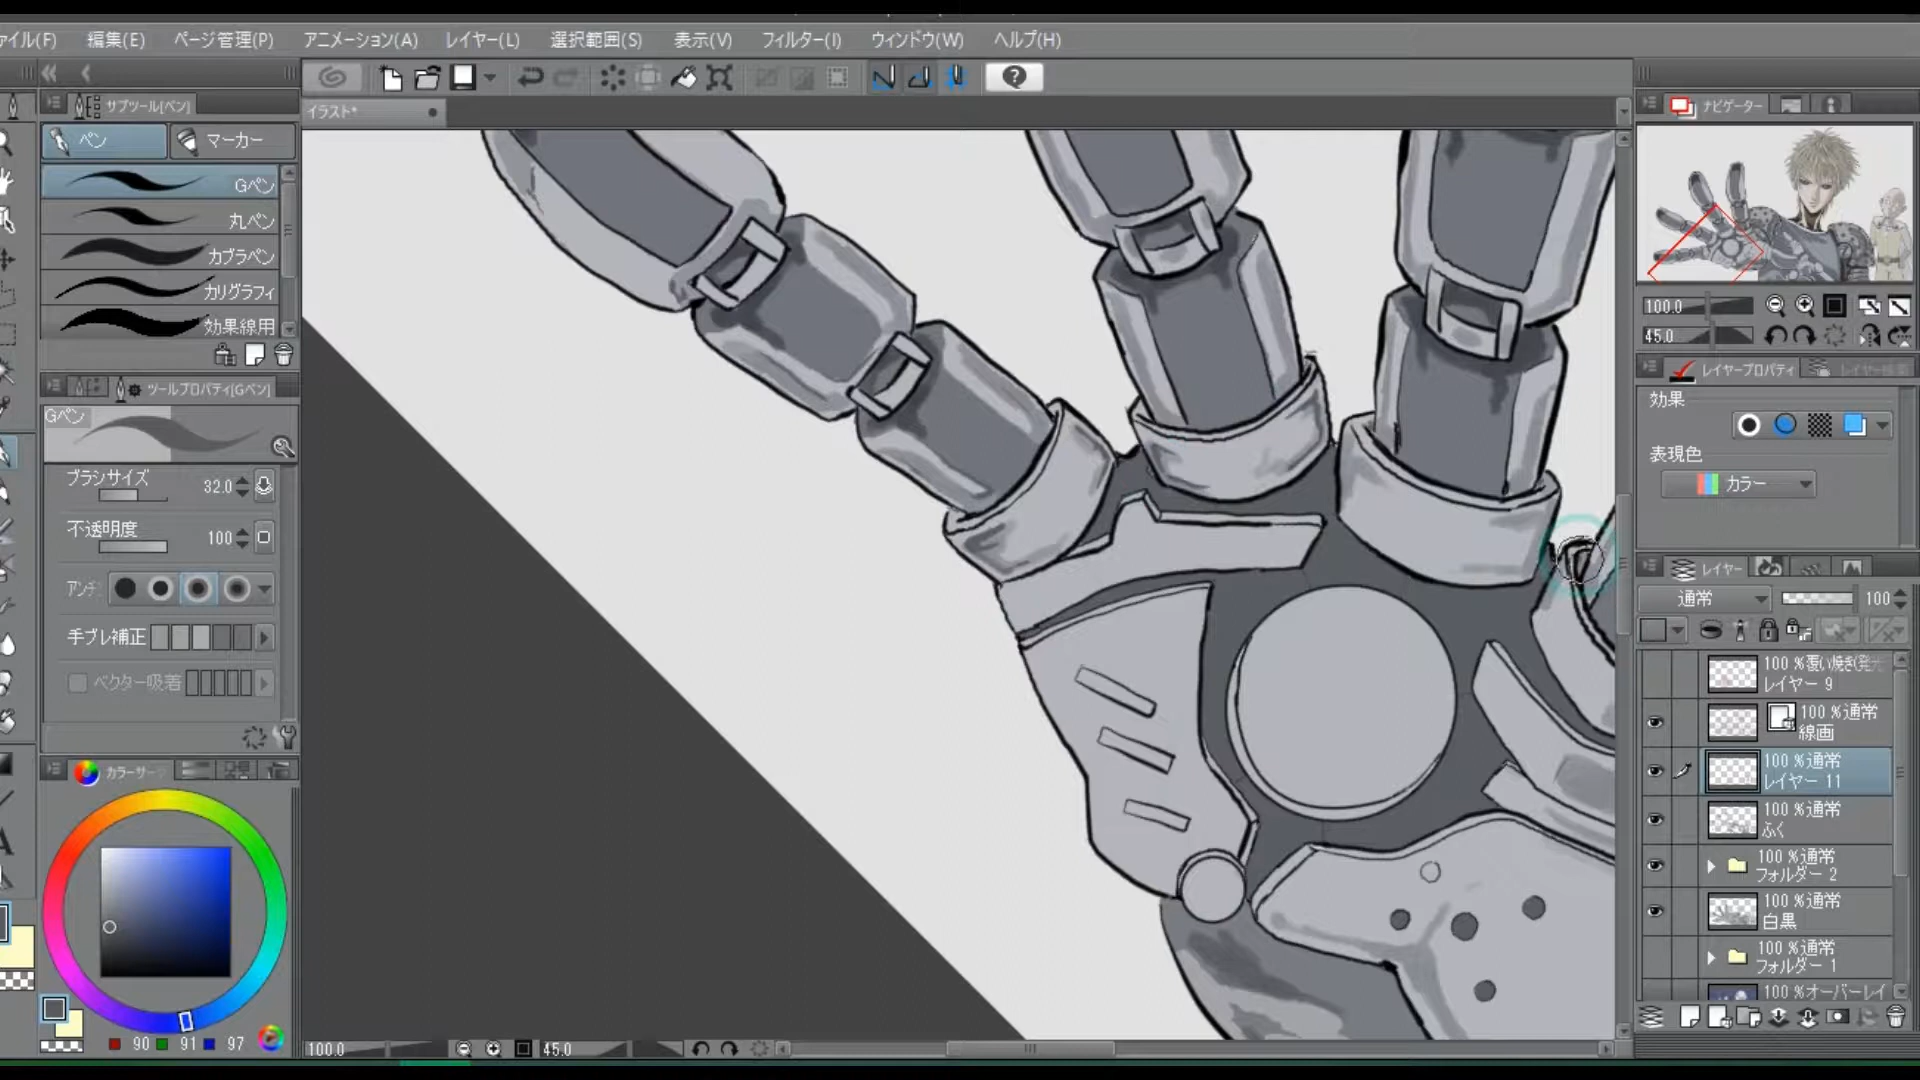 ァイル(F) 編集(E) ページ管理(P) アニメーション(A) レイヤー(L) 選択範囲(S) 表示(V) フィルター(I) ウィンドウ(W) ヘルプ(H)
サブツール[ペン]
イラスト*
ナビゲーター
ペン マーカー
Gペン
丸ペン
カブラペン
カリグラフィ
効果線用
100.0
45.0
ツールプロパティ[Gペン]
レイヤープロパティ
Gペン
効果
ブラシサイズ 32.0
表現色
カラー
不透明度 100
アンチ
レイヤー
通常 100
手ブレ補正
ベクター吸着
100 %覆い焼き(発光
レイヤー 9
100 %通常
線画
100 %通常
レイヤー 11
100 %通常
ふく
100 %通常
フォルダー 2
100 %通常
白黒
100 %通常
フォルダー 1
100 %オーバーレイ
カラーサー
90 91 97
100.0 45.0